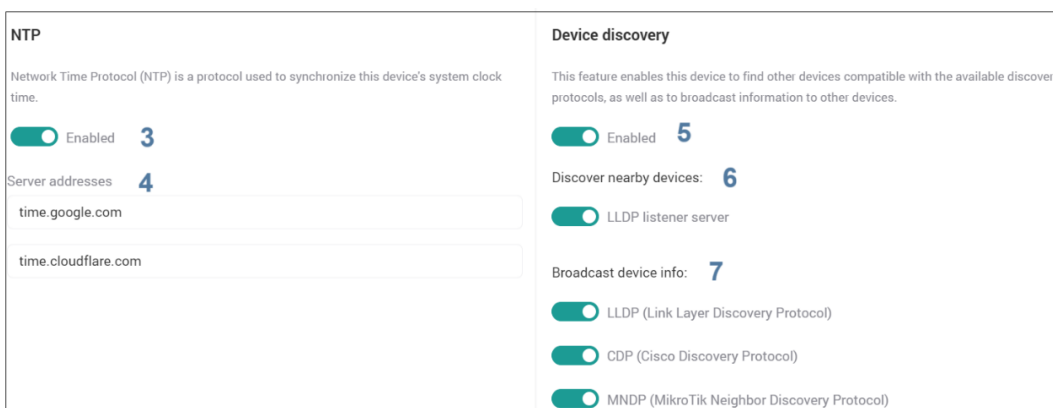 NTP
Network Time Protocol (NTP) is a protocol used to synchronize this device's system clock
time.
Enabled 3
Server addresses 4
time.google.com
time.cloudflare.com
Device discovery
This feature enables this device to find other devices compatible with the available discover
protocols, as well as to broadcast information to other devices.
Enabled 5
Discover nearby devices: 6
LLDP listener server
Broadcast device info: 7
LLDP (Link Layer Discovery Protocol)
CDP (Cisco Discovery Protocol)
MNDP (MikroTik Neighbor Discovery Protocol)